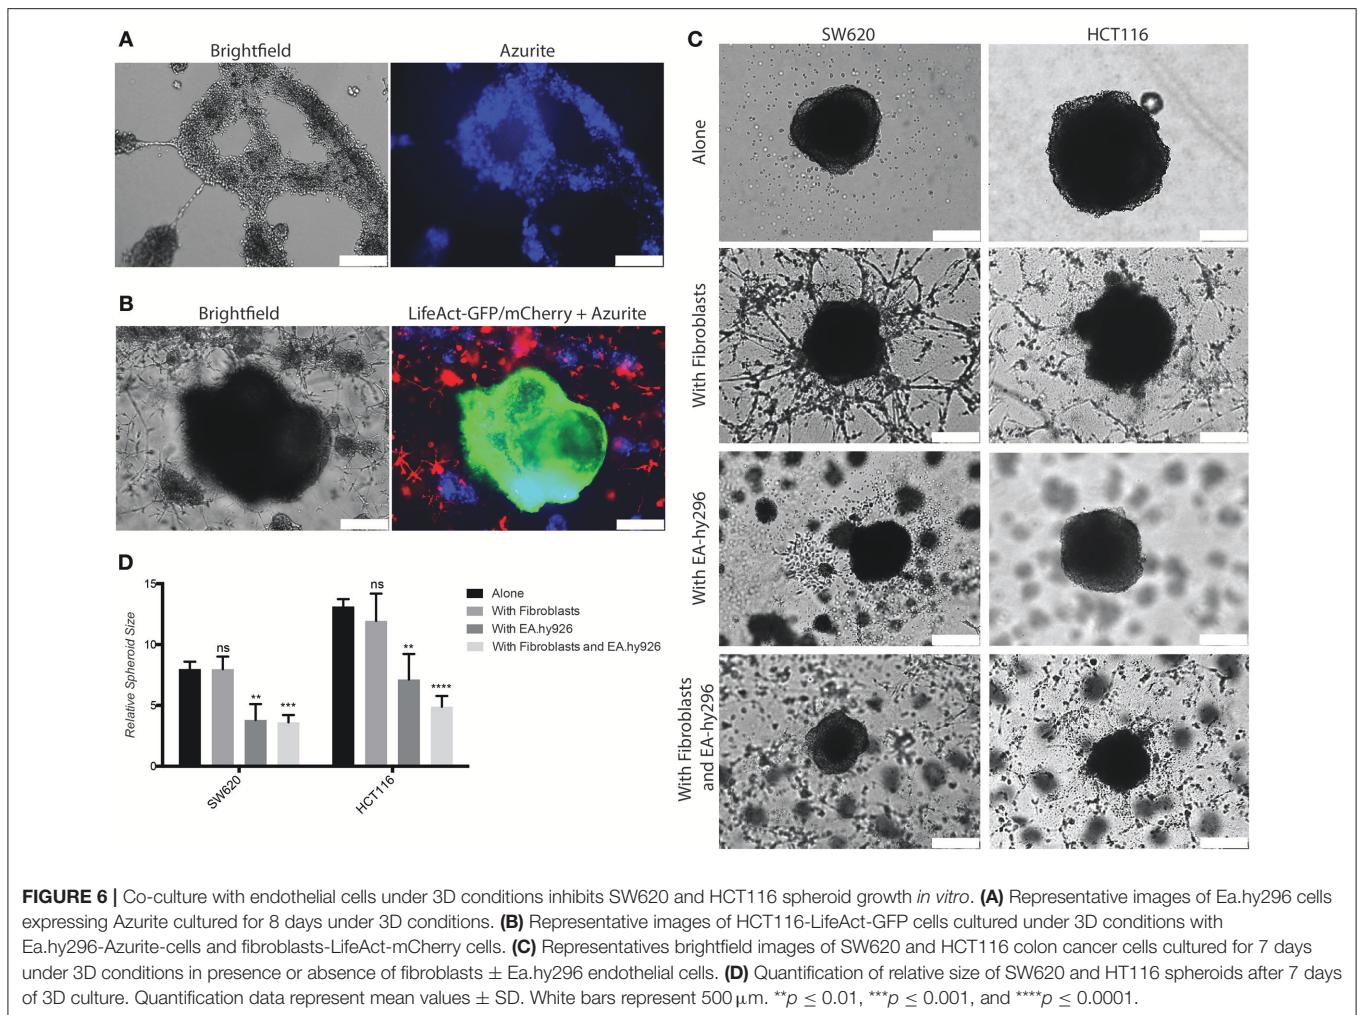 A
Brightfield
Azurite
B
Brightfield
LifeAct-GFP/mCherry + Azurite
C
SW620
HCT116
Alone
With Fibroblasts
With EA-hy296
With Fibroblasts
and EA-hy296
D
Relative Spheroid Size
15
10
5
0
ns
**
***
ns
**
****
SW620
HCT116
Alone
With Fibroblasts
With EA.hy926
With Fibroblasts and EA.hy926
FIGURE 6 | Co-culture with endothelial cells under 3D conditions inhibits SW620 and HCT116 spheroid growth in vitro. (A) Representative images of Ea.hy296 cells
expressing Azurite cultured for 8 days under 3D conditions. (B) Representative images of HCT116-LifeAct-GFP cells cultured under 3D conditions with
Ea.hy296-Azurite-cells and fibroblasts-LifeAct-mCherry cells. (C) Representatives brightfield images of SW620 and HCT116 colon cancer cells cultured for 7 days
under 3D conditions in presence or absence of fibroblasts ± Ea.hy296 endothelial cells. (D) Quantification of relative size of SW620 and HT116 spheroids after 7 days
of 3D culture. Quantification data represent mean values ± SD. White bars represent 500 μm. **p ≤ 0.01, ***p ≤ 0.001, and ****p ≤ 0.0001.